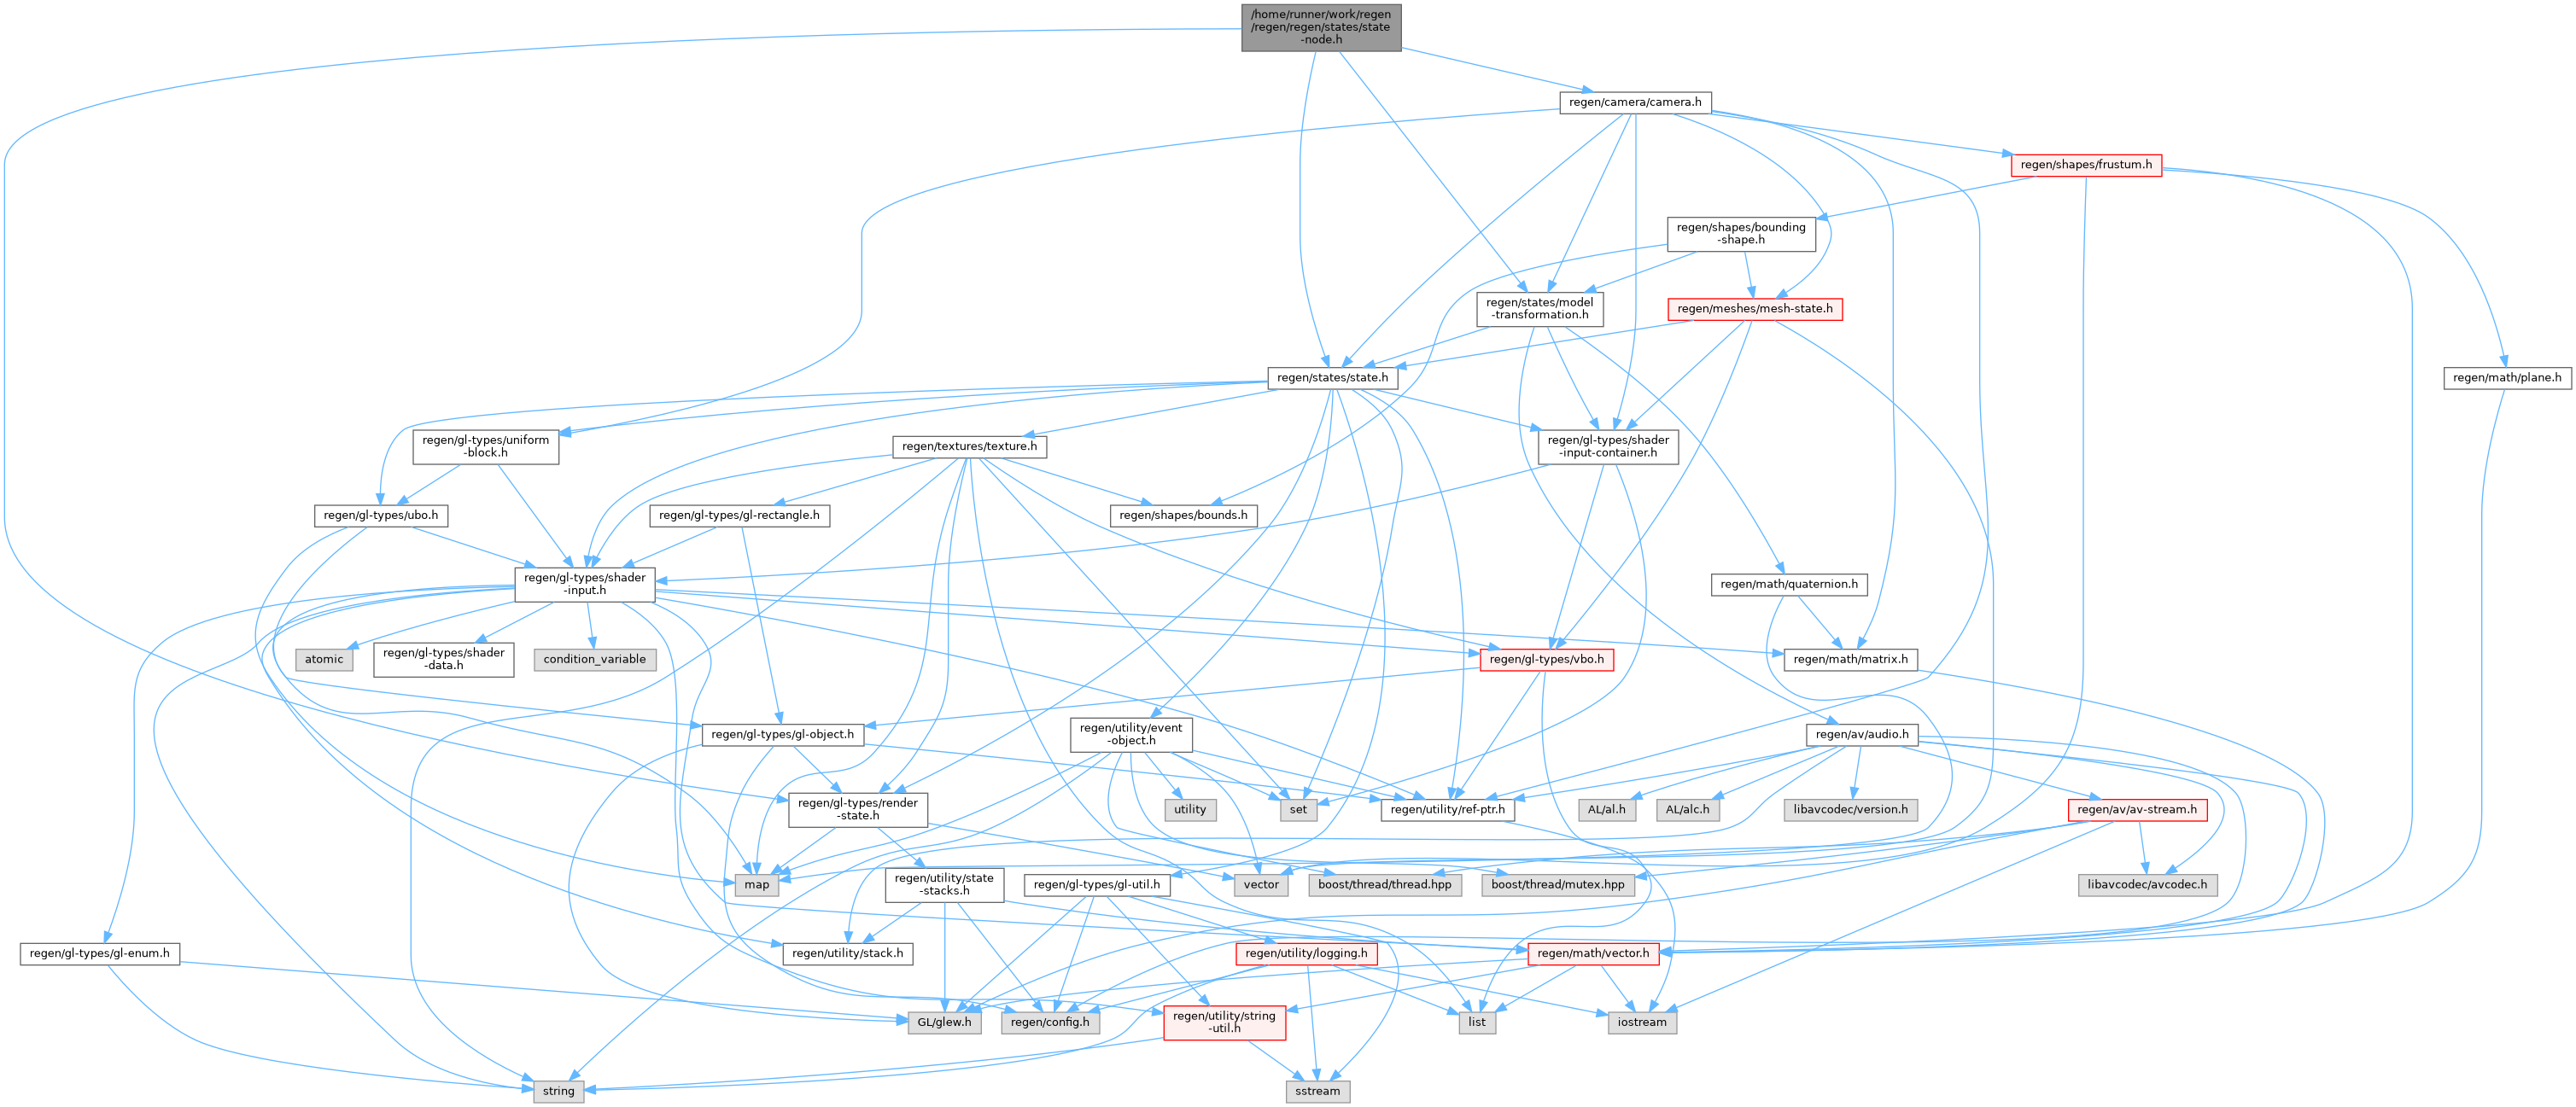 /home/runner/work/regen
/regen/regen/states/state
-node.h
regen/camera/camera.h
regen/shapes/frustum.h
regen/shapes/bounding
-shape.h
regen/states/model
-transformation.h
regen/meshes/mesh-state.h
regen/states/state.h
regen/math/plane.h
regen/gl-types/uniform
-block.h
regen/textures/texture.h
regen/gl-types/shader
-input-container.h
regen/gl-types/ubo.h
regen/gl-types/gl-rectangle.h
regen/shapes/bounds.h
regen/gl-types/shader
-input.h
regen/math/quaternion.h
atomic
regen/gl-types/shader
-data.h
condition_variable
regen/gl-types/vbo.h
regen/math/matrix.h
regen/gl-types/gl-object.h
regen/utility/event
-object.h
regen/av/audio.h
regen/gl-types/render
-state.h
utility
set
regen/utility/ref-ptr.h
AL/al.h
AL/alc.h
libavcodec/version.h
regen/av/av-stream.h
map
regen/utility/state
-stacks.h
regen/gl-types/gl-util.h
vector
boost/thread/thread.hpp
boost/thread/mutex.hpp
libavcodec/avcodec.h
regen/gl-types/gl-enum.h
regen/utility/stack.h
regen/utility/logging.h
regen/math/vector.h
GL/glew.h
regen/config.h
regen/utility/string
-util.h
list
iostream
string
sstream